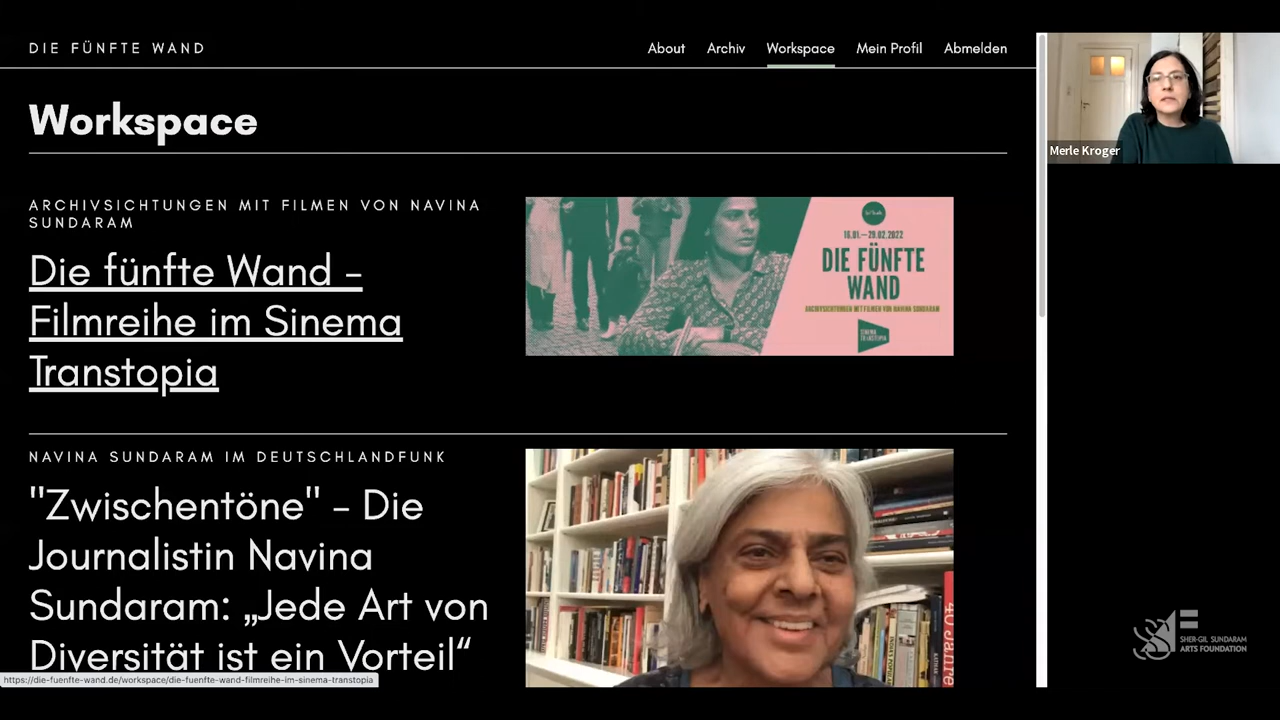 DIE FÜNFTE WAND
About Archiv Workspace Mein Profil Abmelden
Workspace
ARCHIVSICHTUNGEN MIT FILMEN VON NAVINA
SUNDARAM
Die fünfte Wand –
Filmreihe im Sinema
Transtopia
16.01.—29.02.2022
DIE FÜNFTE
WAND
ARCHIVSICHTUNGEN MIT FILMEN VON NAVINA SUNDARAM
SINEMA
TRANSTOPIA
NAVINA SUNDARAM IM DEUTSCHLANDFUNK
"Zwischentöne" – Die
Journalistin Navina
Sundaram: „Jede Art von
Diversität ist ein Vorteil“
40 Jahre
https://die-fuenfte-wand.de/workspace/die-fuenfte-wand-filmreihe-im-sinema-transtopia
Merle Kroger
SHER-GIL SUNDARAM
ARTS FOUNDATION